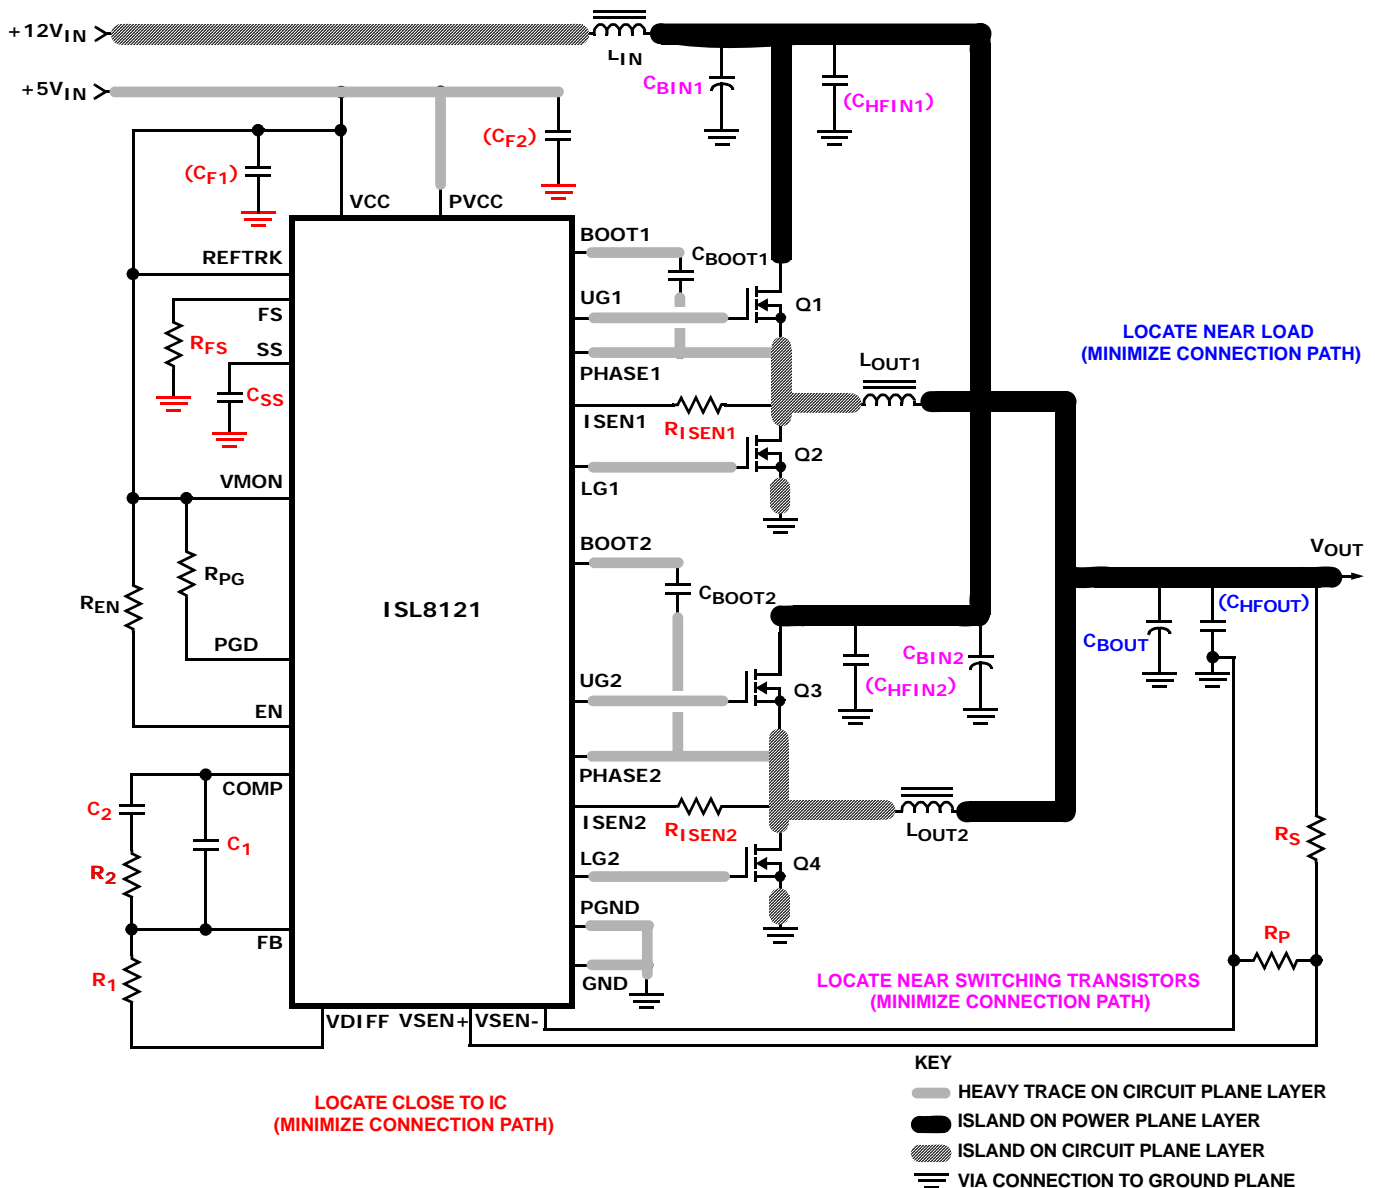 +12VIN
LIN
CBIN1
(CHFIN1)
+5VIN
(CF2)
(CF1)
VCC
PVCC
BOOT1
CBOOT1
REFTRK
UG1
Q1
FS
RFS
SS
PHASE1
LOUT1
LOCATE NEAR LOAD
(MINIMIZE CONNECTION PATH)
CSS
ISEN1
RISEN1
Q2
VMON
LG1
BOOT2
VOUT
RPG
REN
ISL8121
CBOOT2
(CHFOUT)
CBOUT
PGD
CBIN2
(CHFIN2)
UG2
Q3
EN
PHASE2
COMP
C2
C1
ISEN2
RISEN2
LOUT2
RS
R2
LG2
Q4
PGND
FB
RP
R1
GND
LOCATE NEAR SWITCHING TRANSISTORS
(MINIMIZE CONNECTION PATH)
VDIFF
VSEN+
VSEN-
KEY
HEAVY TRACE ON CIRCUIT PLANE LAYER
LOCATE CLOSE TO IC
(MINIMIZE CONNECTION PATH)
ISLAND ON POWER PLANE LAYER
ISLAND ON CIRCUIT PLANE LAYER
VIA CONNECTION TO GROUND PLANE